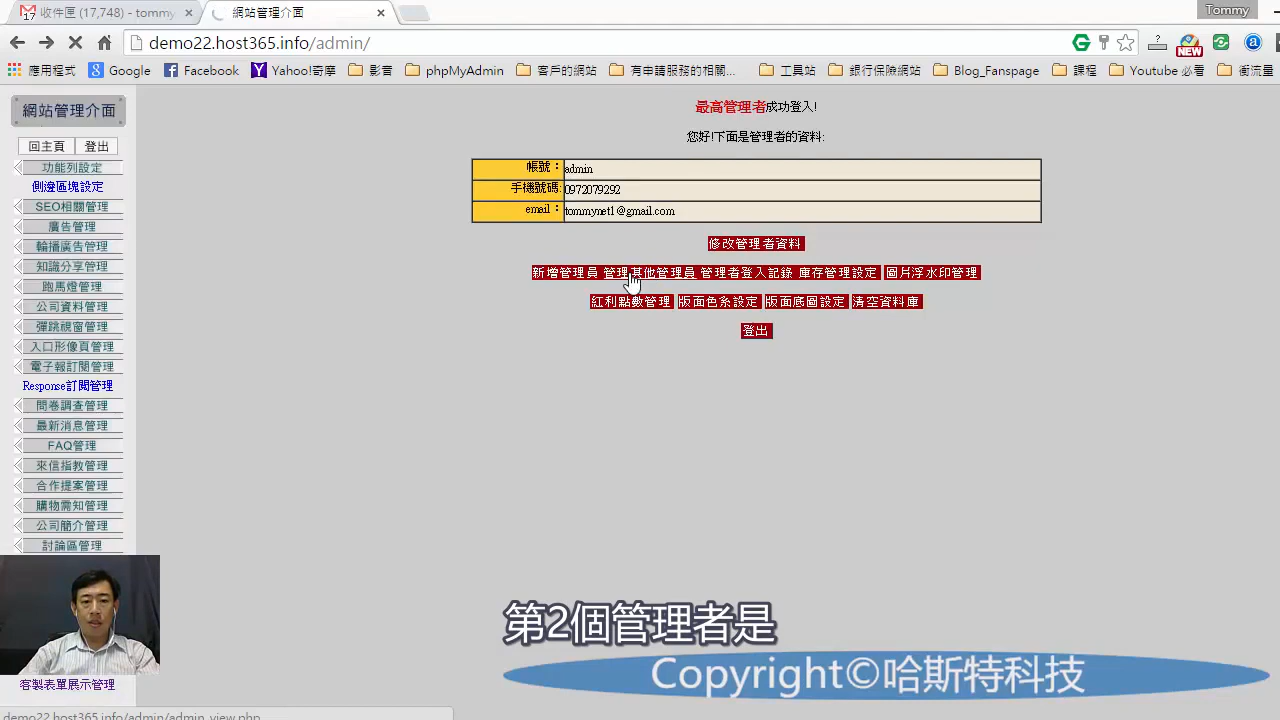 收件匣 (17,748) - tommy
17
網站管理介面
Tommy
demo22.host365.info/admin/
NEW
應用程式 Google Facebook Yahoo!奇摩 影音 phpMyAdmin 客戶的網站 有申請服務的相關... 工具站 銀行保險網站 Blog_Fanspage 課程 Youtube 必看 衝流量
網站管理介面
回主頁 登出
功能列設定
側邊區塊設定
SEO相關管理
廣告管理
輪播廣告管理
知識分享管理
跑馬燈管理
公司資料管理
彈跳視窗管理
入口形像頁管理
電子報訂閱管理
Response訂閱管理
問卷調查管理
最新消息管理
FAQ管理
來信指教管理
合作提案管理
購物需知管理
公司簡介管理
討論區管理
客製表單展示管理
最高管理者成功登入!
您好!下面是管理者的資料:
帳號： admin
手機號碼: 0972079292
email： tommynet1@gmail.com
修改管理者資料
新增管理員 管理其他管理員 管理者登入記錄 庫存管理設定 圖片浮水印管理
紅利點數管理 版面色系設定 版面底圖設定 清空資料庫
登出
第2個管理者是
Copyright©哈斯特科技
demo22.host365.info/admin/admin_view.php